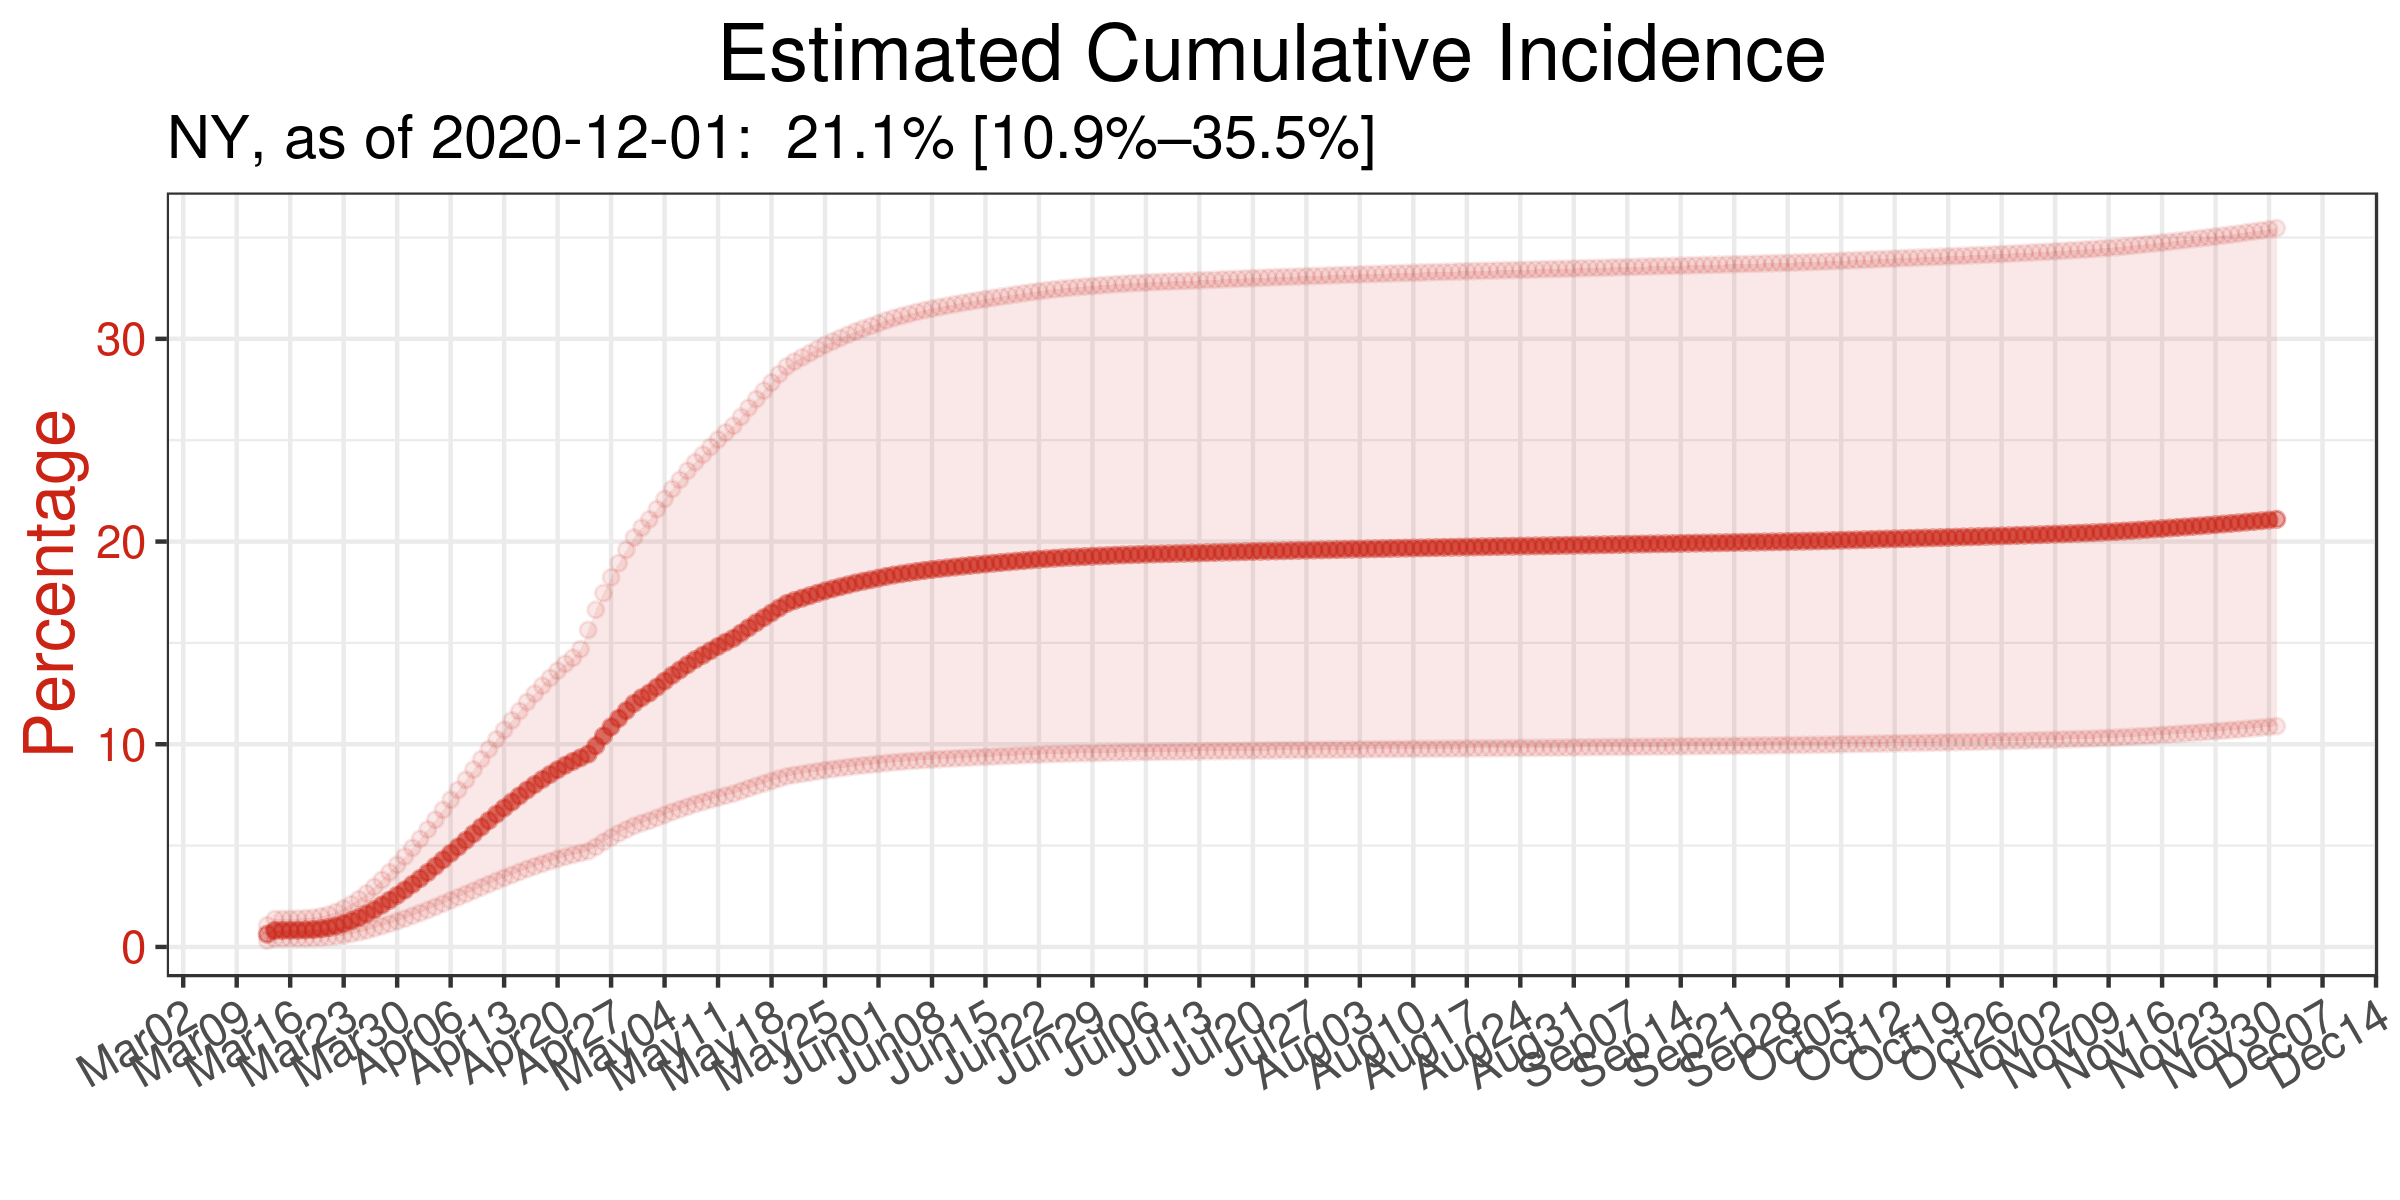 Estimated Cumulative Incidence
NY, as of 2020-12-01:  21.1% [10.9%–35.5%]
Percentage
30
20
10
0
Mar02
Mar09
Mar16
Mar23
Mar30
Apr06
Apr13
Apr20
Apr27
May04
May11
May18
May25
Jun01
Jun08
Jun15
Jun22
Jun29
Jul06
Jul13
Jul20
Jul27
Aug03
Aug10
Aug17
Aug24
Aug31
Sep07
Sep14
Sep21
Sep28
Oct05
Oct12
Oct19
Oct26
Nov02
Nov09
Nov16
Nov23
Nov30
Dec07
Dec14